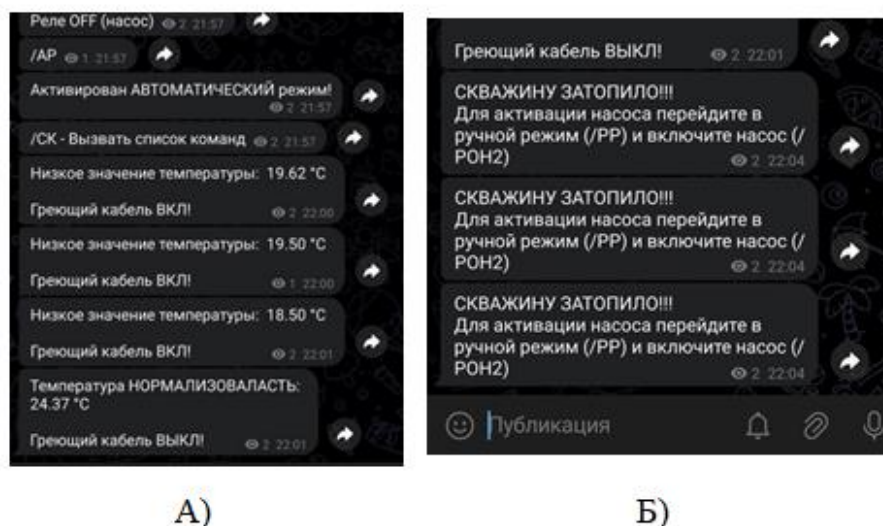 Реле OFF (насос) 2 21:57
/АР 1 21:57
Активирован АВТОМАТИЧЕСКИЙ режим!
2 21:57
/СК - Вызвать список команд 2 21:57
Низкое значение температуры: 19.62 °C
Греющий кабель ВКЛ! 2 22:00
Низкое значение температуры: 19.50 °C
Греющий кабель ВКЛ! 1 22:00
Низкое значение температуры: 18.50 °C
Греющий кабель ВКЛ! 2 22:01
Температура НОРМАЛИЗОВАЛАСТЬ:
24.37 °C
Греющий кабель ВЫКЛ! 2 22:01
А)
Греющий кабель ВЫКЛ! 2 22:01
СКВАЖИНУ ЗАТОПИЛО!!!
Для активации насоса перейдите в
ручной режим (/РР) и включите насос (/
РОН2) 2 22:04
СКВАЖИНУ ЗАТОПИЛО!!!
Для активации насоса перейдите в
ручной режим (/РР) и включите насос (/
РОН2) 2 22:04
СКВАЖИНУ ЗАТОПИЛО!!!
Для активации насоса перейдите в
ручной режим (/РР) и включите насос (/
РОН2) 2 22:04
Публикация
Б)